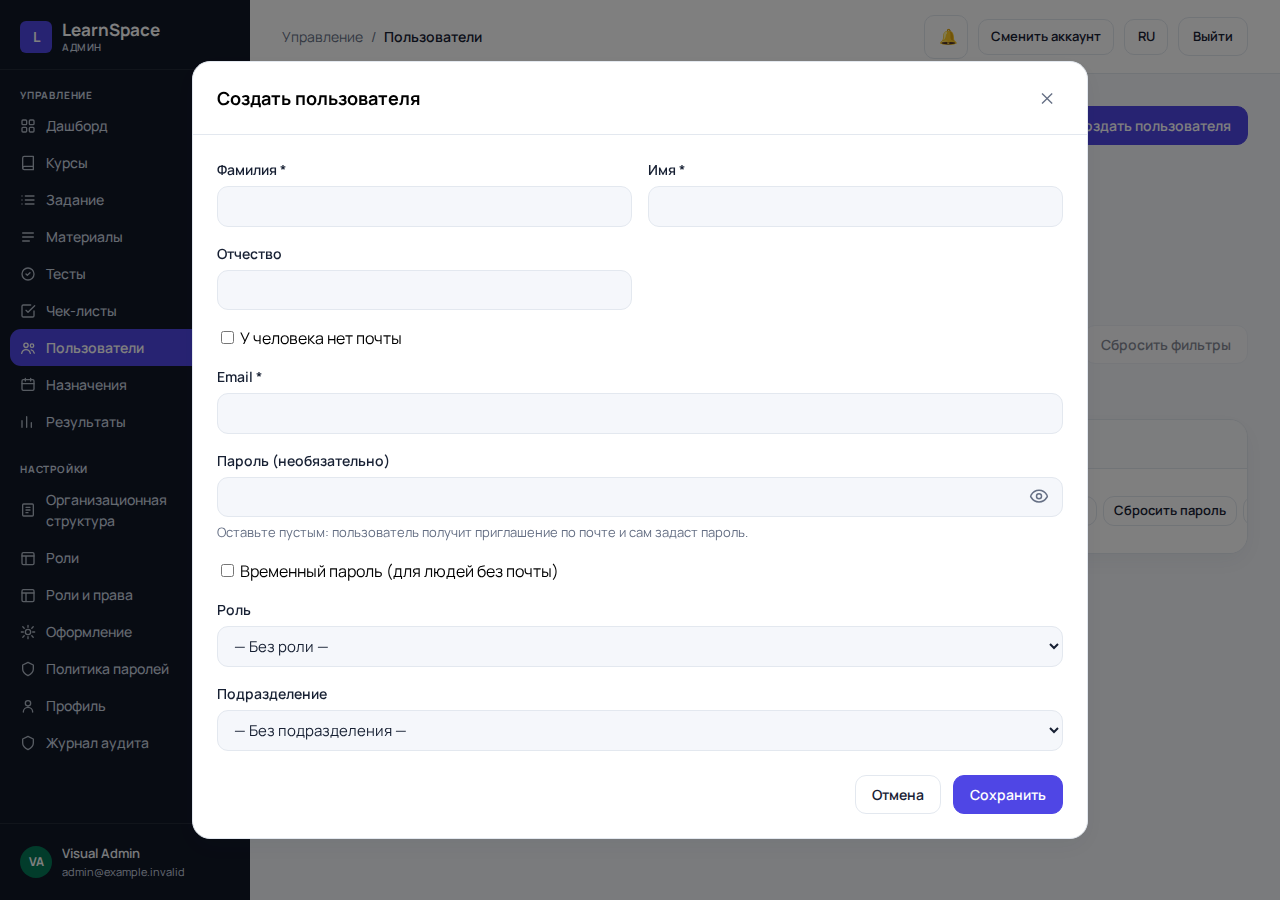 L
LearnSpace
АДМИН
Управление / Пользователи
🔔
Сменить аккаунт
RU
Выйти
УПРАВЛЕНИЕ
Дашборд
Курсы
Задание
Материалы
Тесты
Чек-листы
Пользователи
Назначения
Результаты
НАСТРОЙКИ
Организационная
структура
Роли
Роли и права
Оформление
Политика паролей
Профиль
Журнал аудита
VA
Visual Admin
admin@example.invalid
оздать пользователя
Сбросить фильтры
Сбросить пароль
Создать пользователя
Фамилия *
Имя *
Отчество
У человека нет почты
Email *
Пароль (необязательно)
Оставьте пустым: пользователь получит приглашение по почте и сам задаст пароль.
Временный пароль (для людей без почты)
Роль
— Без роли —
Подразделение
— Без подразделения —
Отмена
Сохранить